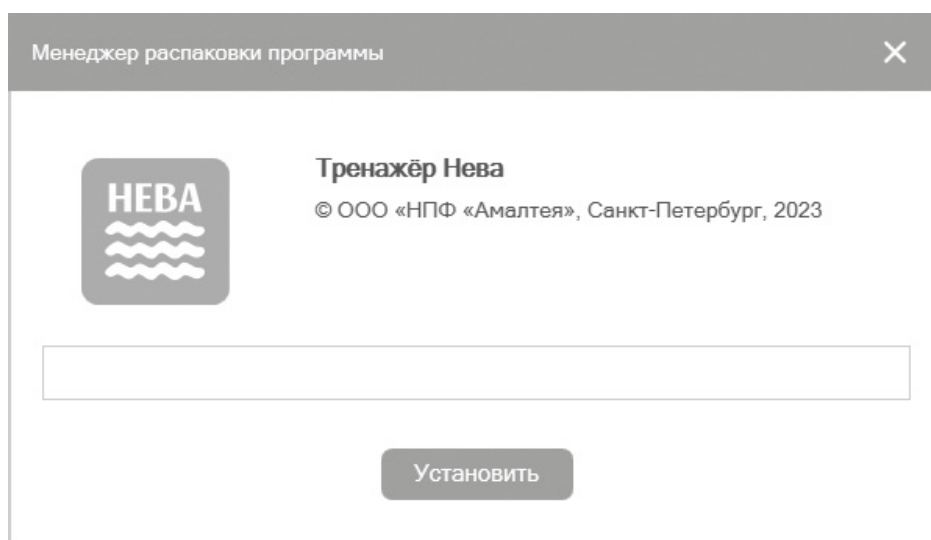 Менеджер распаковки программы
НЕВА
Тренажёр Нева
© ООО «НПФ «Амалтея», Санкт-Петербург, 2023
Установить